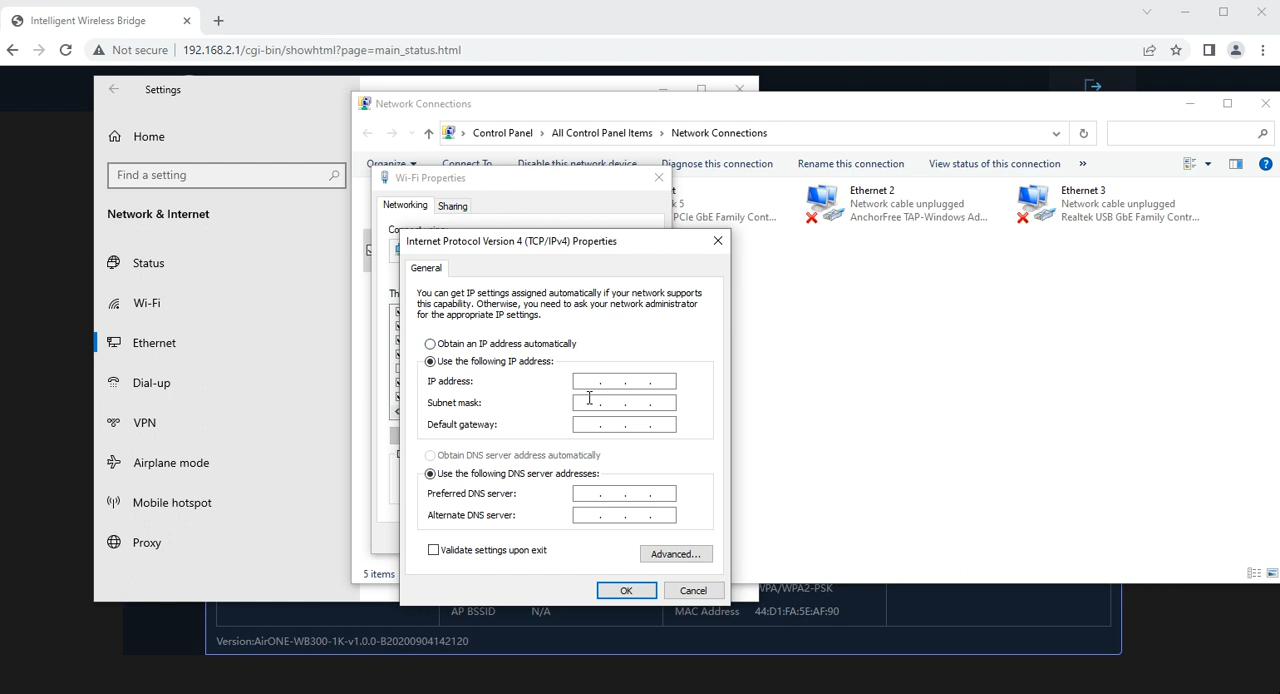 Intelligent Wireless Bridge
Not secure
192.168.2.1/cgi-bin/showhtml?page=main_status.html
Settings
Home
Find a setting
Network & Internet
Status
Wi-Fi
Ethernet
Dial-up
VPN
Airplane mode
Mobile hotspot
Proxy
Network Connections
Control Panel > All Control Panel Items > Network Connections
Organize Connect To Disable this network device Diagnose this connection Rename this connection View status of this connection »
Ethernet 2
Network cable unplugged
AnchorFree TAP-Windows Ad...
Ethernet 3
Network cable unplugged
Realtek USB GbE Family Contr...
k 5
PCIe GbE Family Cont...
5 items
Wi-Fi Properties
Networking Sharing
Internet Protocol Version 4 (TCP/IPv4) Properties
General
You can get IP settings assigned automatically if your network supports
this capability. Otherwise, you need to ask your network administrator
for the appropriate IP settings.
Obtain an IP address automatically
Use the following IP address:
IP address: . . .
Subnet mask: . . .
Default gateway: . . .
Obtain DNS server address automatically
Use the following DNS server addresses:
Preferred DNS server: . . .
Alternate DNS server: . . .
Validate settings upon exit
Advanced...
OK Cancel
WPA/WPA2-PSK
AP BSSID N/A MAC Address 44:D1:FA:5E:AF:90
Version:AirONE-WB300-1K-v1.0.0-B20200904142120